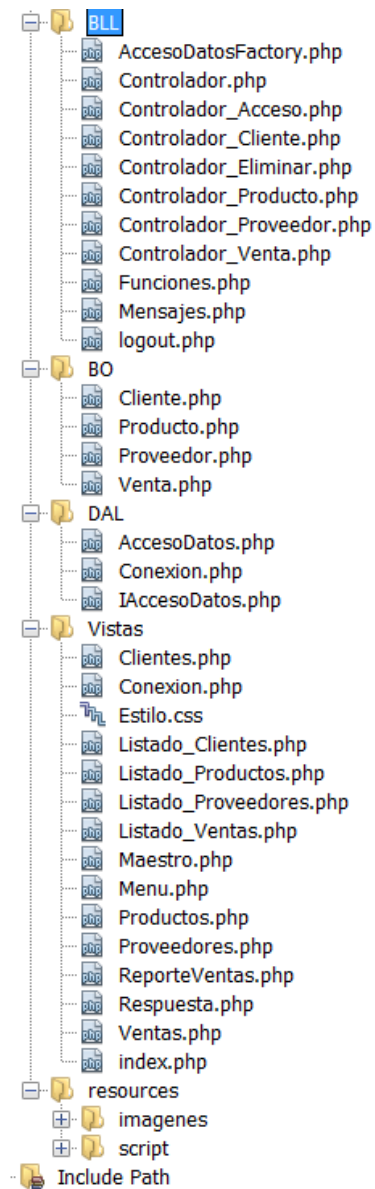 BLL
AccesoDatosFactory.php
Controlador.php
Controlador_Acceso.php
Controlador_Cliente.php
Controlador_Eliminar.php
Controlador_Producto.php
Controlador_Proveedor.php
Controlador_Venta.php
Funciones.php
Mensajes.php
logout.php
BO
Cliente.php
Producto.php
Proveedor.php
Venta.php
DAL
AccesoDatos.php
Conexion.php
IAccesoDatos.php
Vistas
Clientes.php
Conexion.php
Estilo.css
Listado_Clientes.php
Listado_Productos.php
Listado_Proveedores.php
Listado_Ventas.php
Maestro.php
Menu.php
Productos.php
Proveedores.php
ReporteVentas.php
Respuesta.php
Ventas.php
index.php
resources
imagenes
script
Include Path